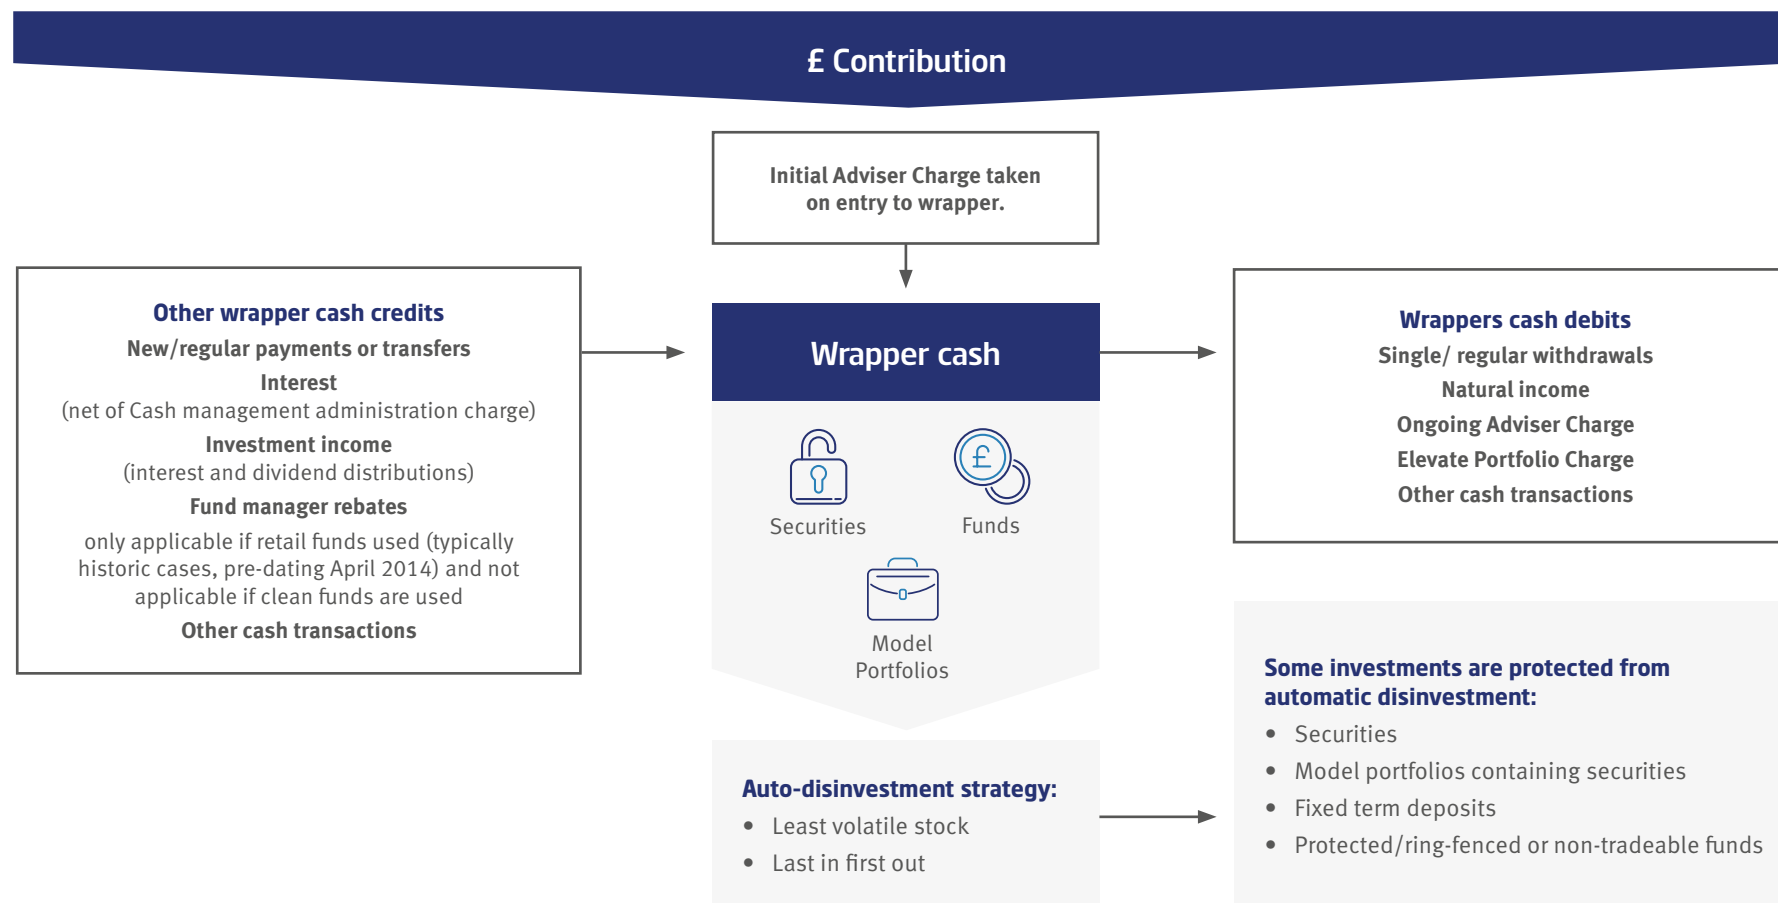 £ Contribution
Initial Adviser Charge taken
on entry to wrapper.
Other wrapper cash credits
New/regular payments or transfers
Interest
(net of Cash management administration charge)
Investment income
(interest and dividend distributions)
Fund manager rebates
only applicable if retail funds used (typically
historic cases, pre-dating April 2014) and not
applicable if clean funds are used
Other cash transactions
Wrapper cash
£
Securities
Funds
Model
Portfolios
Wrappers cash debits
Single/ regular withdrawals
Natural income
Ongoing Adviser Charge
Elevate Portfolio Charge
Other cash transactions
Auto-disinvestment strategy:
• Least volatile stock
• Last in first out
Some investments are protected from
automatic disinvestment:
• Securities
• Model portfolios containing securities
• Fixed term deposits
• Protected/ring-fenced or non-tradeable funds